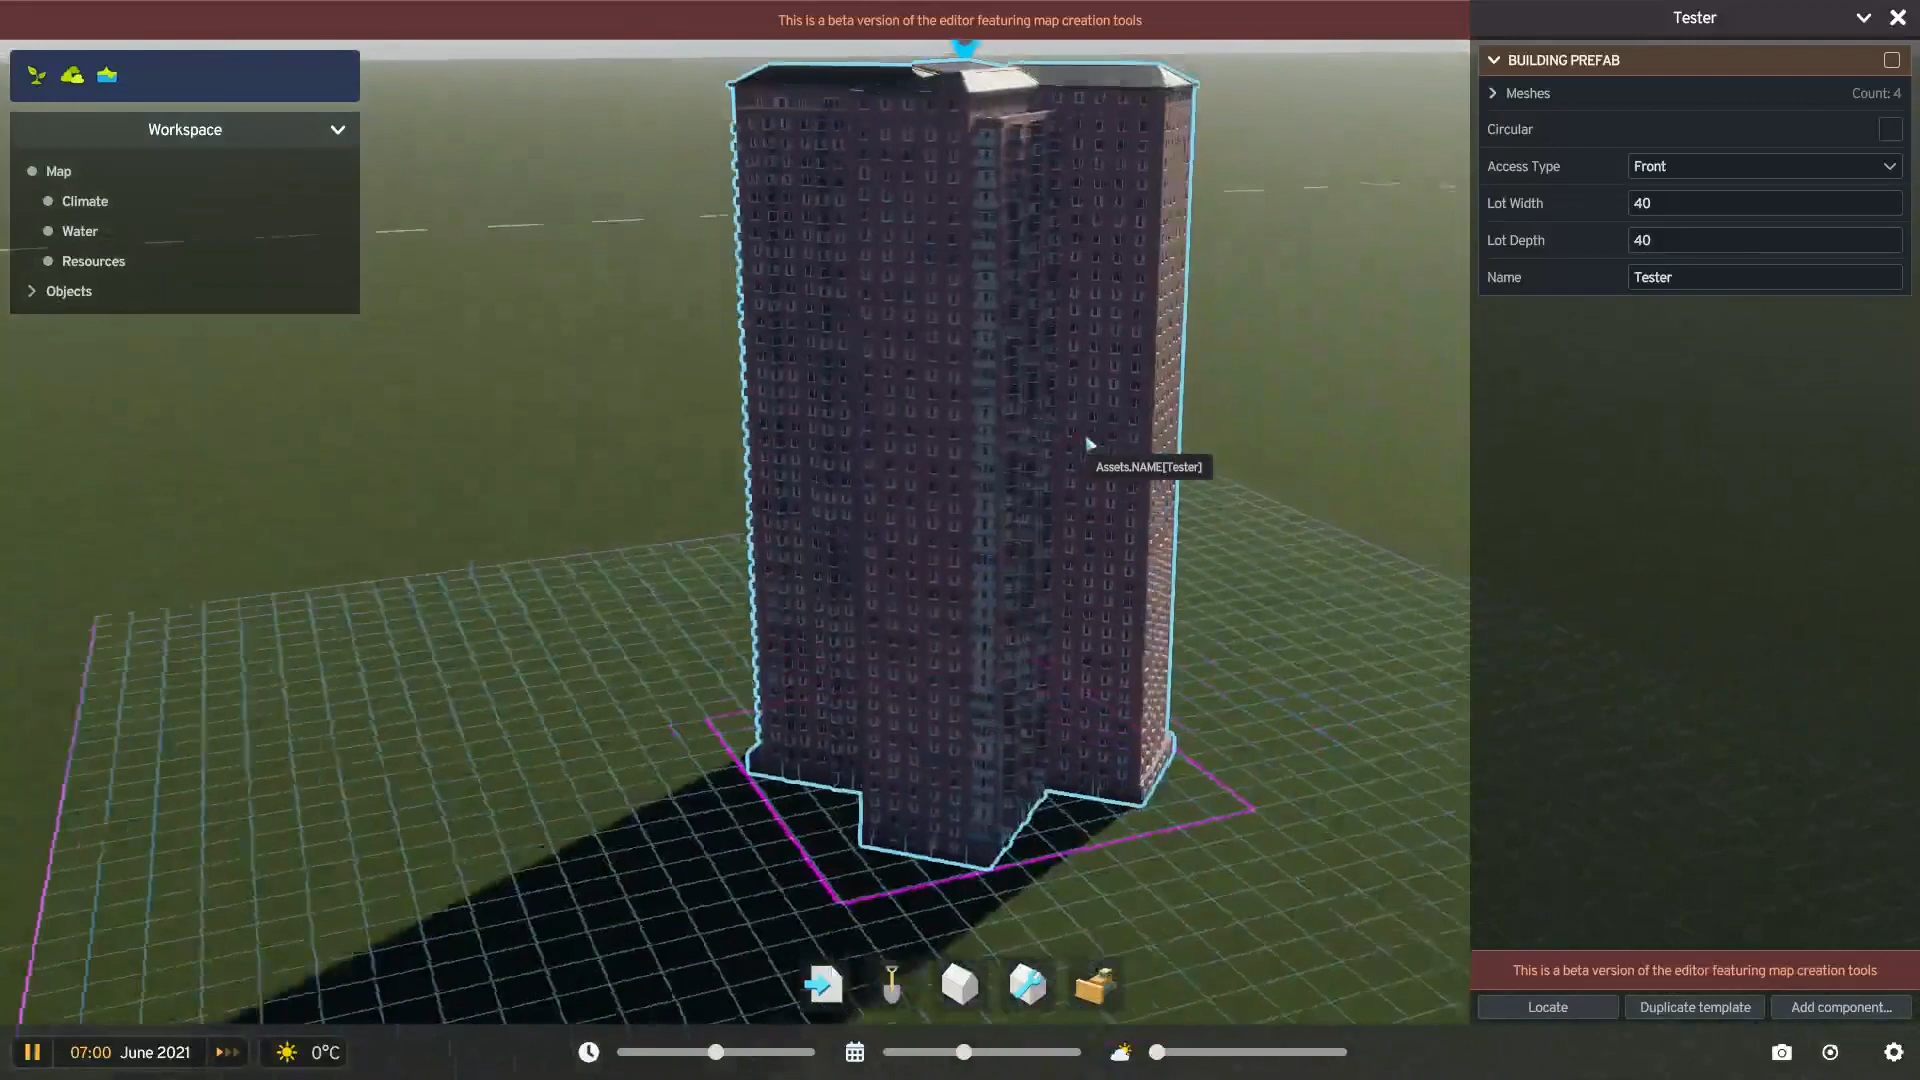 This is a beta version of the editor featuring map creation tools
Tester
Workspace
Map
Climate
Water
Resources
Objects
BUILDING PREFAB
Meshes
Count: 4
Circular
Access Type
Front
Lot Width
40
Lot Depth
40
Name
Tester
Assets.NAME[Tester]
This is a beta version of the editor featuring map creation tools
Locate
Duplicate template
Add component...
07:00 June 2021
0°C